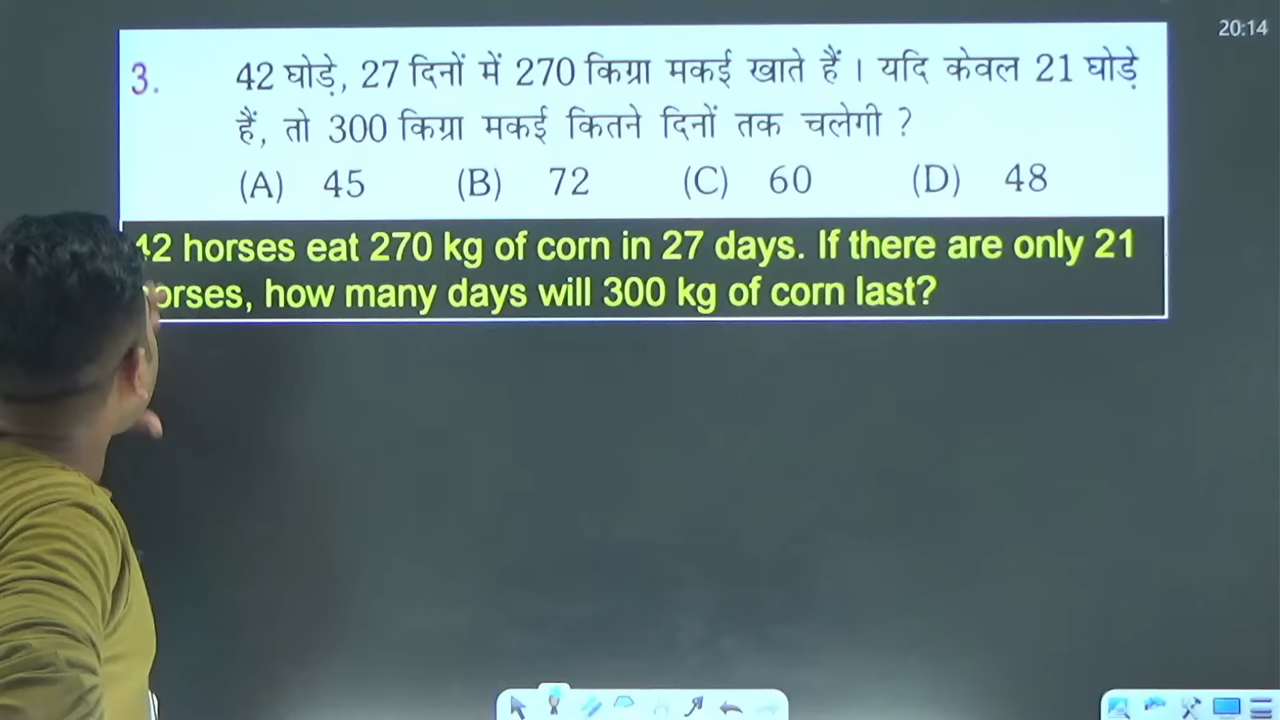 20:14
3. 42 घोड़े, 27 दिनों में 270 किग्रा मकई खाते हैं । यदि केवल 21 घोड़े
हैं, तो 300 किग्रा मकई कितने दिनों तक चलेगी ?
(A) 45 (B) 72 (C) 60 (D) 48
42 horses eat 270 kg of corn in 27 days. If there are only 21
horses, how many days will 300 kg of corn last?